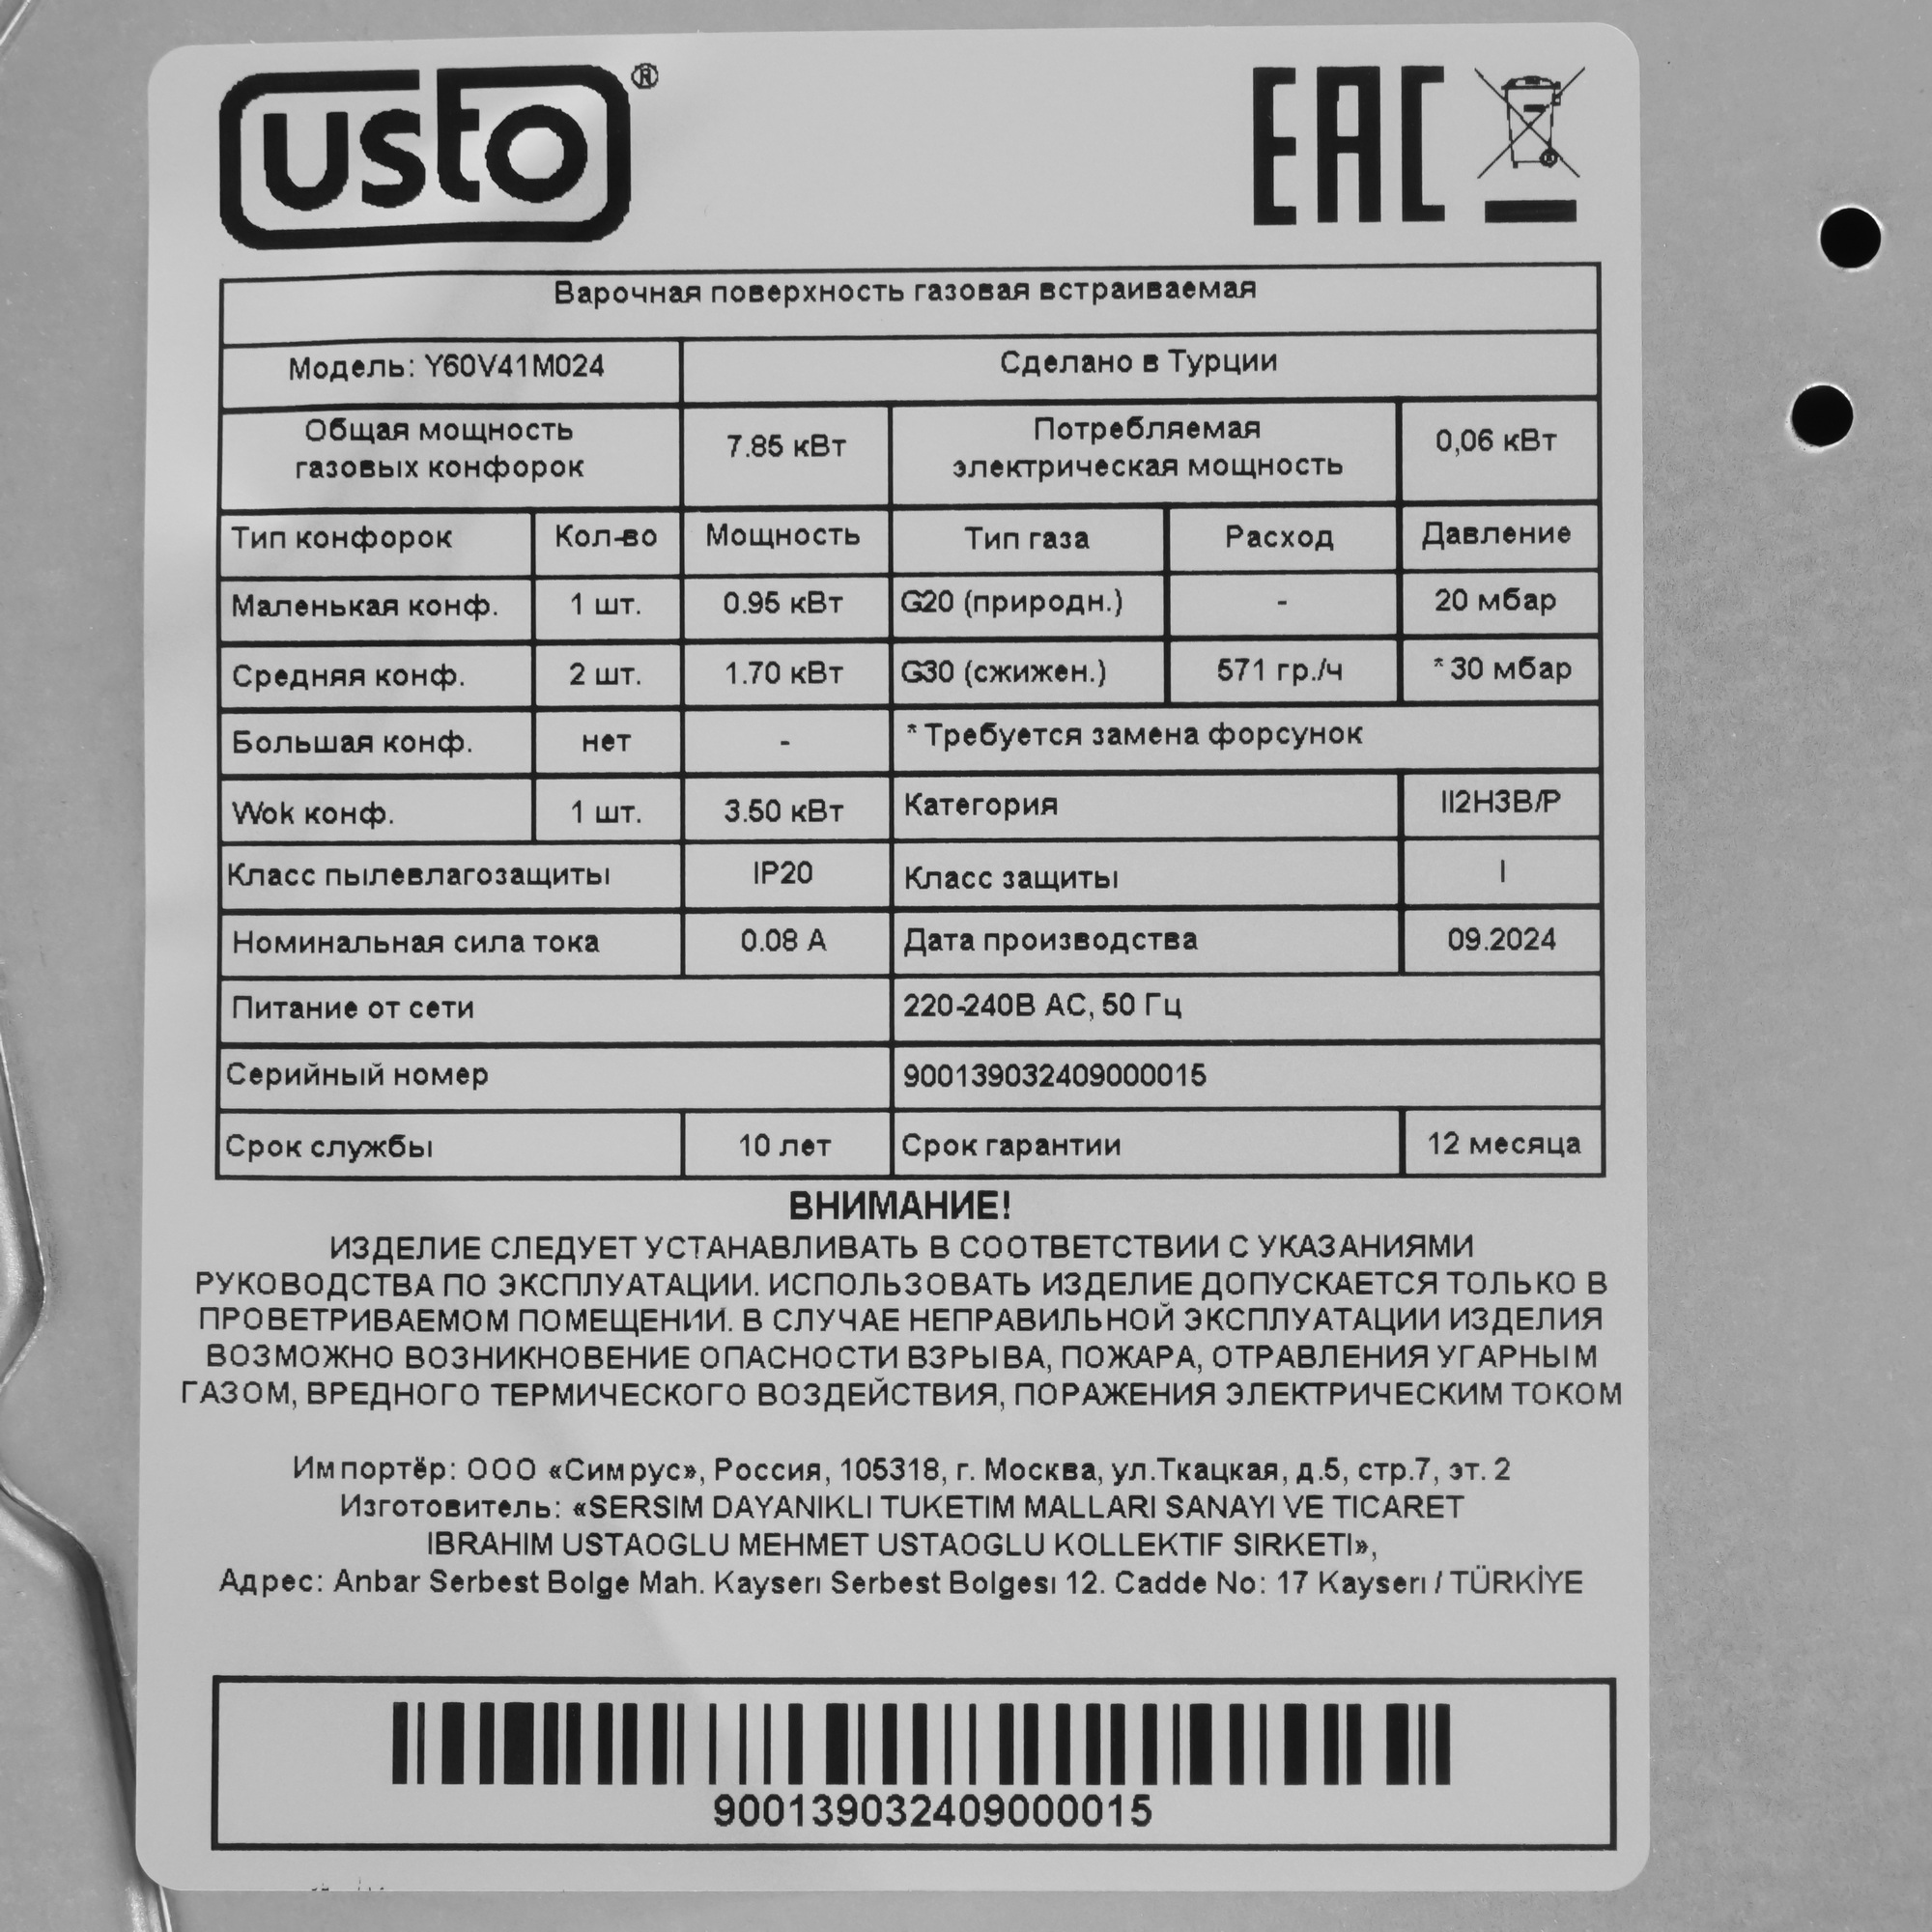 usto®
EAC
Варочная поверхность газовая встраиваемая
Модель: Y60V41M024 Сделано в Турции
Общая мощность газовых конфорок 7.85 кВт Потребляемая электрическая мощность 0,06 кВт
Тип конфорок Кол-во Мощность Тип газа Расход Давление
Маленькая конф. 1 шт. 0.95 кВт G20 (природн.) - 20 мбар
Средняя конф. 2 шт. 1.70 кВт G30 (сжижен.) 571 гр./ч *30 мбар
Большая конф. нет - * Требуется замена форсунок
Wok конф. 1 шт. 3.50 кВт Категория II2H3B/P
Класс пылевлагозащиты IP20 Класс защиты I
Номинальная сила тока 0.08 А Дата производства 09.2024
Питание от сети 220-240В АС, 50 Гц
Серийный номер 900139032409000015
Срок службы 10 лет Срок гарантии 12 месяца
ВНИМАНИЕ!
ИЗДЕЛИЕ СЛЕДУЕТ УСТАНАВЛИВАТЬ В СООТВЕТСТВИИ С УКАЗАНИЯМИ
РУКОВОДСТВА ПО ЭКСПЛУАТАЦИИ. ИСПОЛЬЗОВАТЬ ИЗДЕЛИЕ ДОПУСКАЕТСЯ ТОЛЬКО В
ПРОВЕТРИВАЕМОМ ПОМЕЩЕНИИ. В СЛУЧАЕ НЕПРАВИЛЬНОЙ ЭКСПЛУАТАЦИИ ИЗДЕЛИЯ
ВОЗМОЖНО ВОЗНИКНОВЕНИЕ ОПАСНОСТИ ВЗРЫВА, ПОЖАРА, ОТРАВЛЕНИЯ УГАРНЫМ
ГАЗОМ, ВРЕДНОГО ТЕРМИЧЕСКОГО ВОЗДЕЙСТВИЯ, ПОРАЖЕНИЯ ЭЛЕКТРИЧЕСКИМ ТОКОМ
Импортёр: ООО «Симрус», Россия, 105318, г. Москва, ул.Ткацкая, д.5, стр.7, эт. 2
Изготовитель: «SERSIM DAYANIKLI TUKETIM MALLARI SANAYI VE TICARET
IBRAHIM USTAOGLU MEHMET USTAOGLU KOLLEKTIF SIRKETI»,
Адрес: Anbar Serbest Bolge Mah. Kayserı Serbest Bolgesı 12. Cadde No: 17 Kayserı / TÜRKİYE
900139032409000015